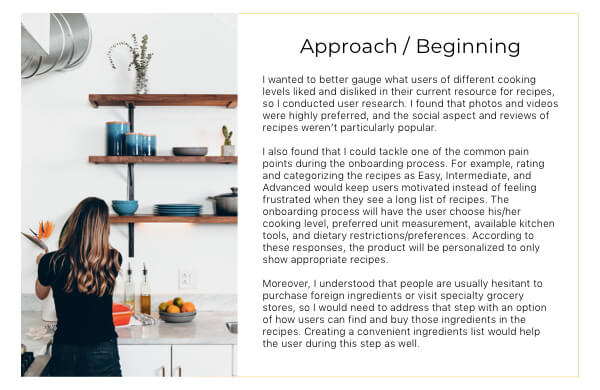 Approach / Beginning
I wanted to better gauge what users of different cooking
levels liked and disliked in their current resource for recipes,
so I conducted user research. I found that photos and videos
were highly preferred, and the social aspect and reviews of
recipes weren't particularly popular.
I also found that I could tackle one of the common pain
points during the onboarding process. For example, rating
and categorizing the recipes as Easy, Intermediate, and
Advanced would keep users motivated instead of feeling
frustrated when they see a long list of recipes. The
onboarding process will have the user choose his/her
cooking level, preferred unit measurement, available kitchen
tools, and dietary restrictions/preferences. According to
these responses, the product will be personalized to only
show appropriate recipes.
Moreover, I understood that people are usually hesitant to
purchase foreign ingredients or visit specialty grocery
stores, so I would need to address that step with an option
of how users can find and buy those ingredients in the
recipes. Creating a convenient ingredients list would help
the user during this step as well.